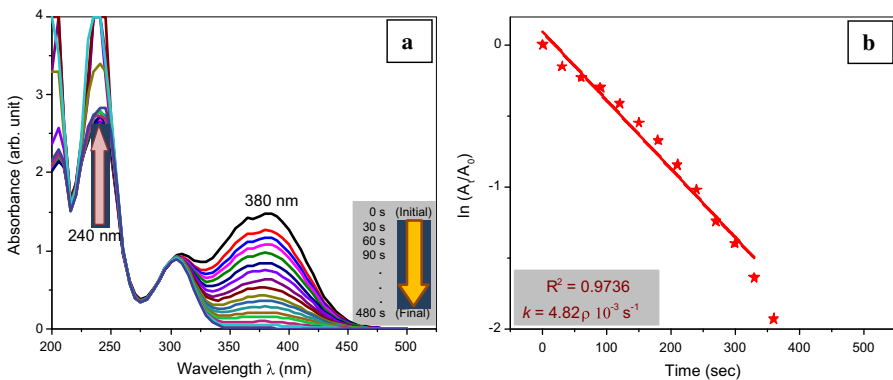 a
Absorbance (arb. unit)
4
3
2
1
0
240 nm
380 nm
0 s (Initial)
30 s
60 s
90 s
.
.
.
480 s (Final)
200 250 300 350 400 450 500
Wavelength λ (nm)
b
ln (Aₜ/A₀)
0
-1
-2
R² = 0.9736
k = 4.82ρ 10⁻³ s⁻¹
0 100 200 300 400 500
Time (sec)